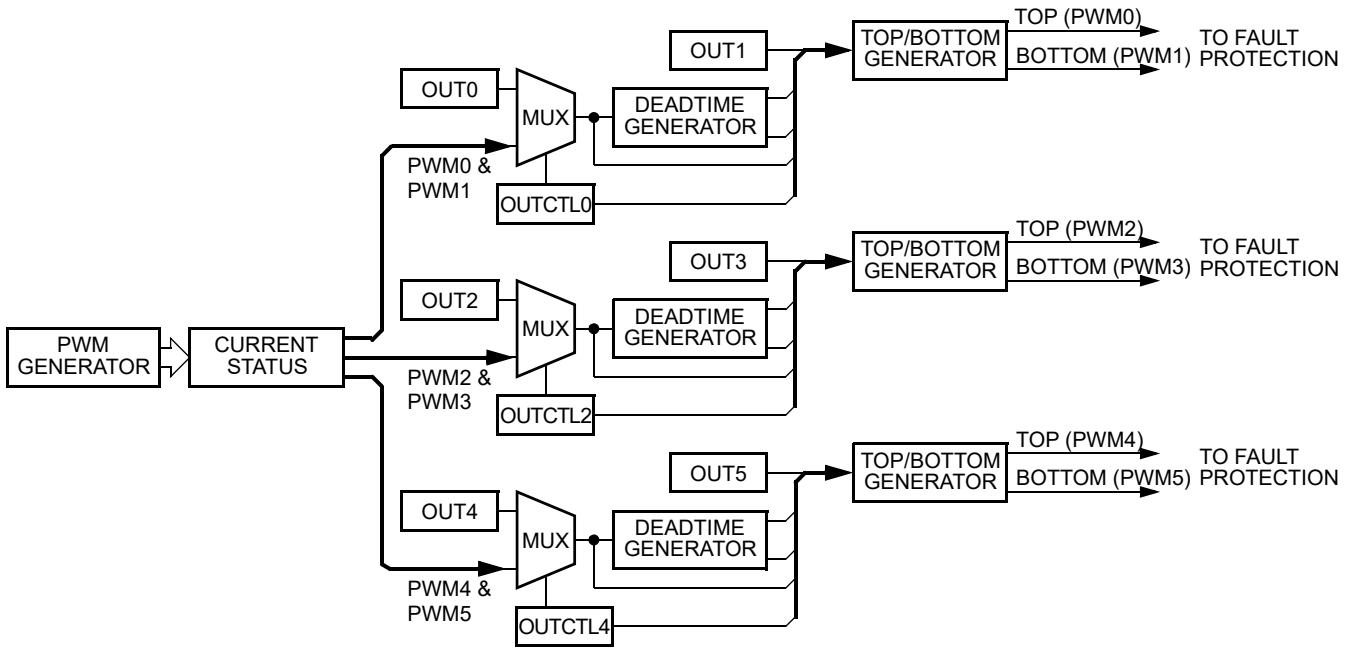 TOP (PWM0)
OUT1
TOP/BOTTOM
GENERATOR
BOTTOM (PWM1)
TO FAULT
PROTECTION
OUT0
MUX
DEADTIME
GENERATOR
PWM0 &
PWM1
OUTCTL0
TOP (PWM2)
OUT3
TOP/BOTTOM
GENERATOR
BOTTOM (PWM3)
TO FAULT
PROTECTION
OUT2
MUX
DEADTIME
GENERATOR
PWM
GENERATOR
CURRENT
STATUS
PWM2 &
PWM3
OUTCTL2
TOP (PWM4)
OUT5
TOP/BOTTOM
GENERATOR
BOTTOM (PWM5)
TO FAULT
PROTECTION
OUT4
MUX
DEADTIME
GENERATOR
PWM4 &
PWM5
OUTCTL4